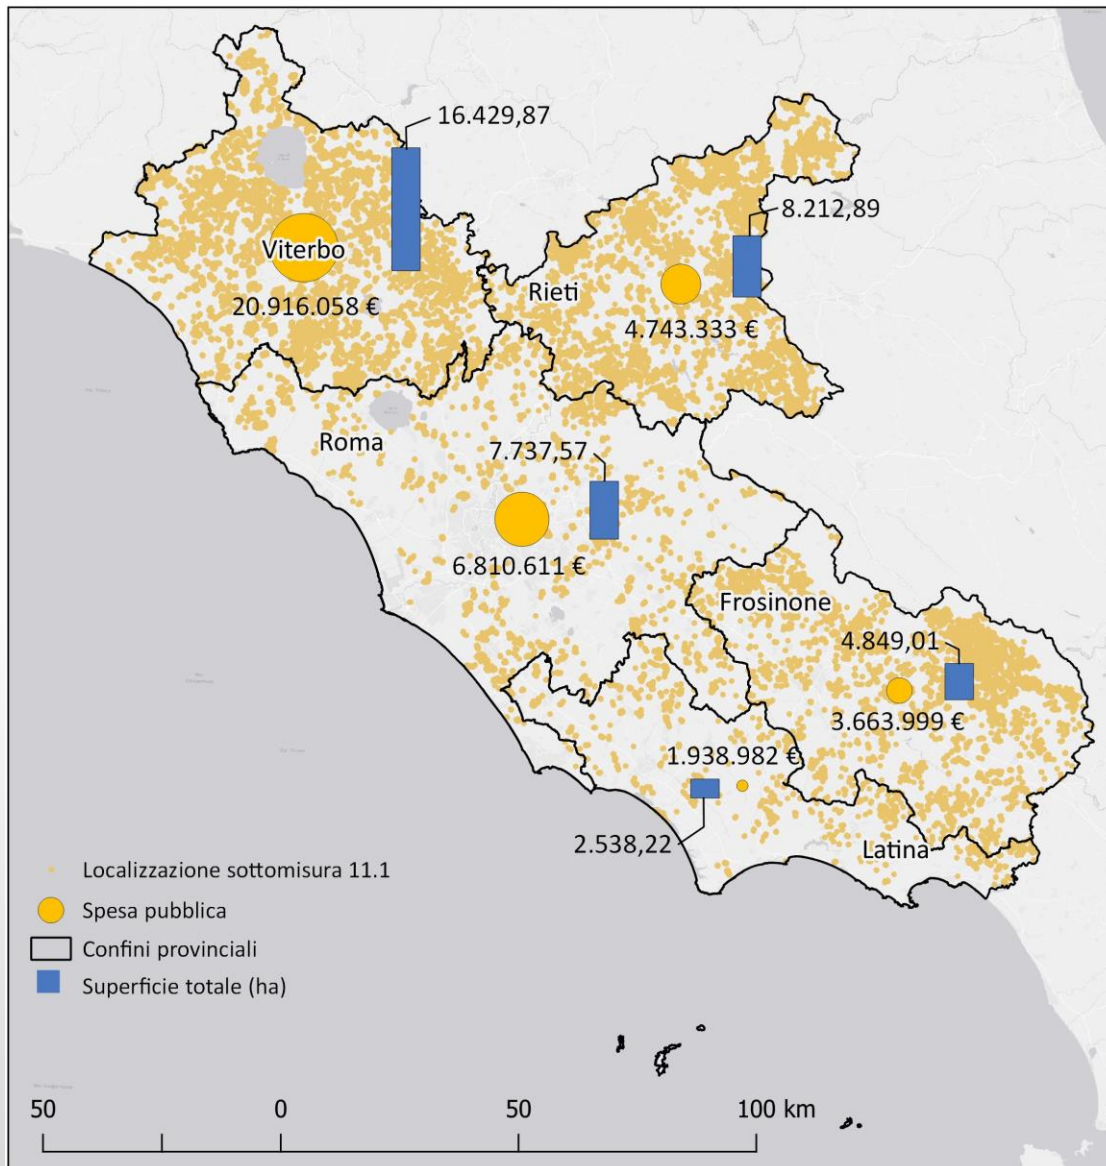 16.429,87
8.212,89
Viterbo
Rieti
20.916.058 €
4.743.333 €
Roma
7.737,57
6.810.611 €
Frosinone
4.849,01
3.663.999 €
1.938.982 €
2.538,22
Latina
Localizzazione sottomisura 11.1
Spesa pubblica
Confini provinciali
Superficie totale (ha)
50 0 50 100 km